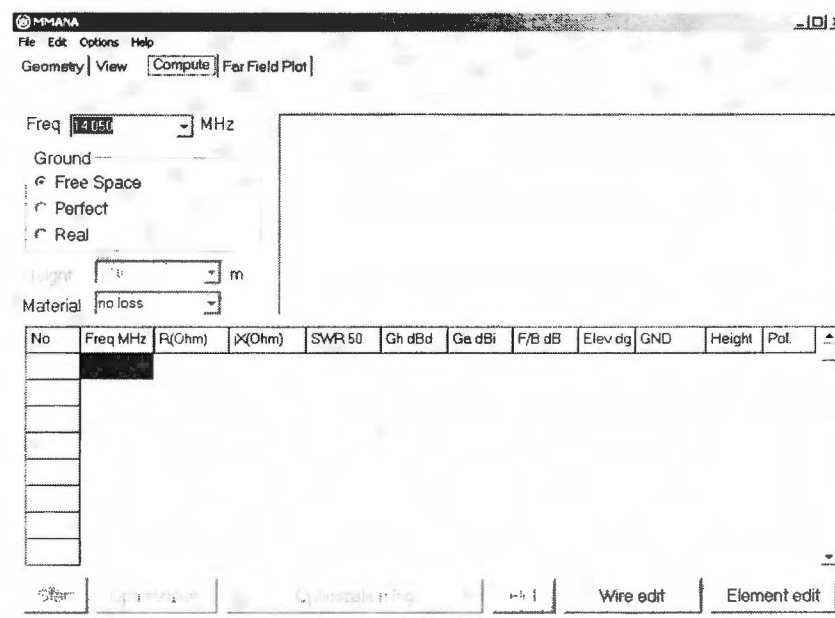 MMANA
File Edit Options Help
Geometry View Compute Far Field Plot
Freq 14.050 MHz
Ground
Free Space
Perfect
Real
Height m
Material no loss
No Freq MHz R(Ohm) jX(Ohm) SWR 50 Gh dBd Ga dBi F/B dB Elev dg GND Height Pol.
Start Wire edit Element edit